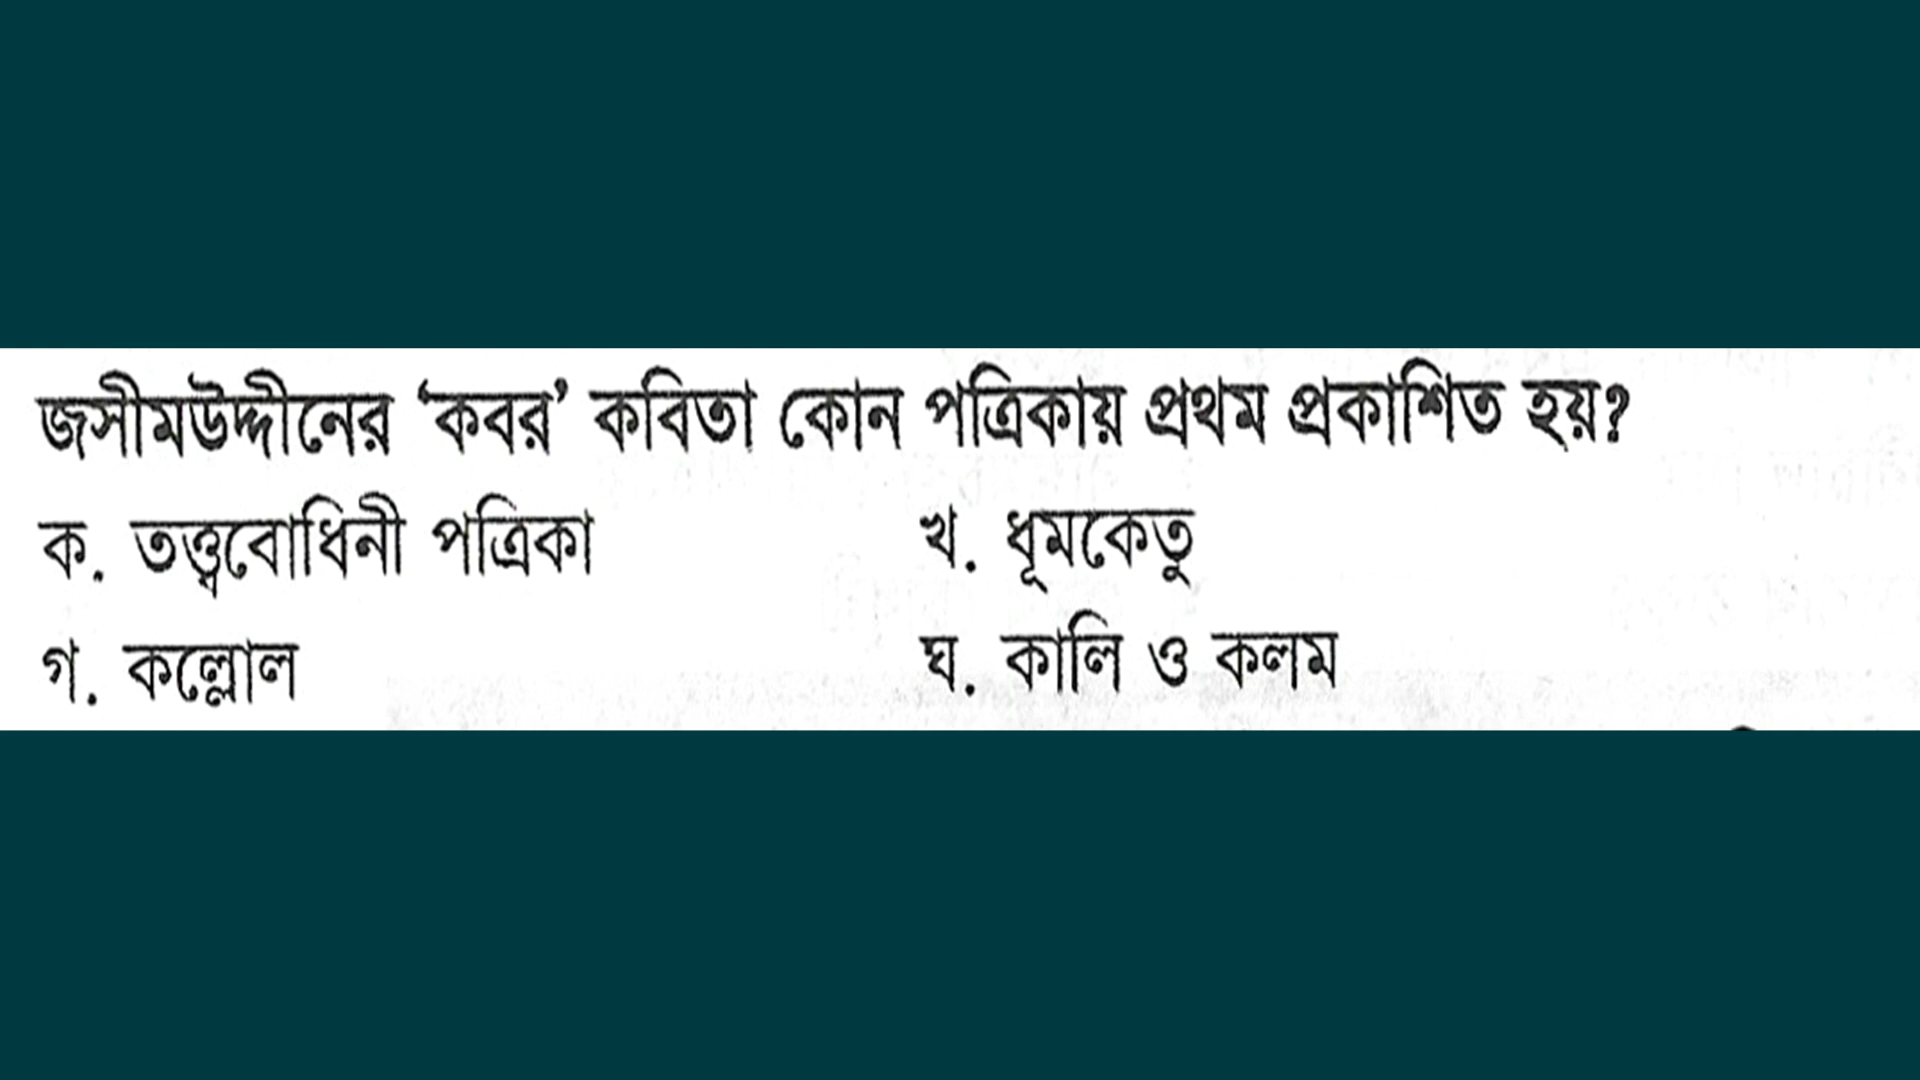 জসীমউদ্দীনের ‘কবর’ কবিতা কোন পত্রিকায় প্রথম প্রকাশিত হয়?
ক. তত্ত্ববোধিনী পত্রিকা খ. ধূমকেতু
গ. কল্লোল ঘ. কালি ও কলম